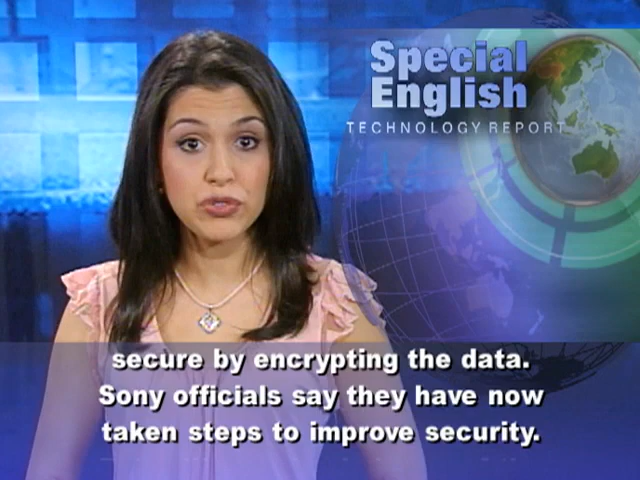 Special
English
TECHNOLOGY REPORT
secure by encrypting the data.
Sony officials say they have now
taken steps to improve security.